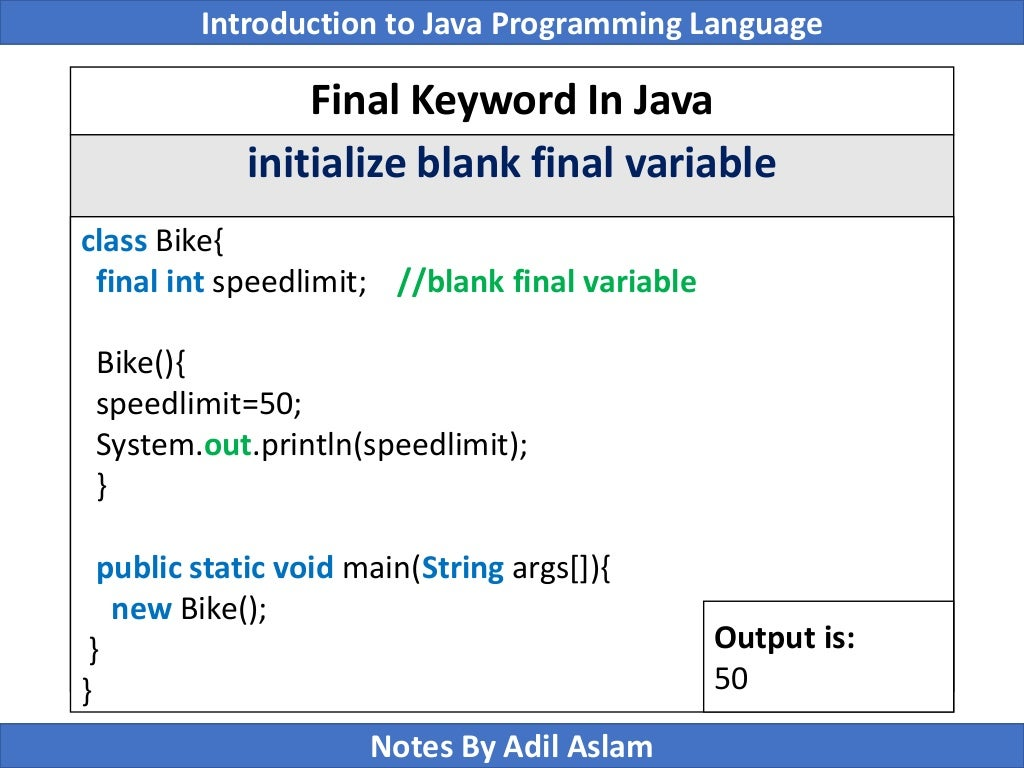 Introduction to Java Programming Language
Final Keyword In Java
initialize blank final variable
class Bike{
final int speedlimit; //blank final variable
Bike(){
speedlimit=50;
System.out.println(speedlimit);
}
public static void main(String args[]){
new Bike();
}
}
Output is:
50
Notes By Adil Aslam